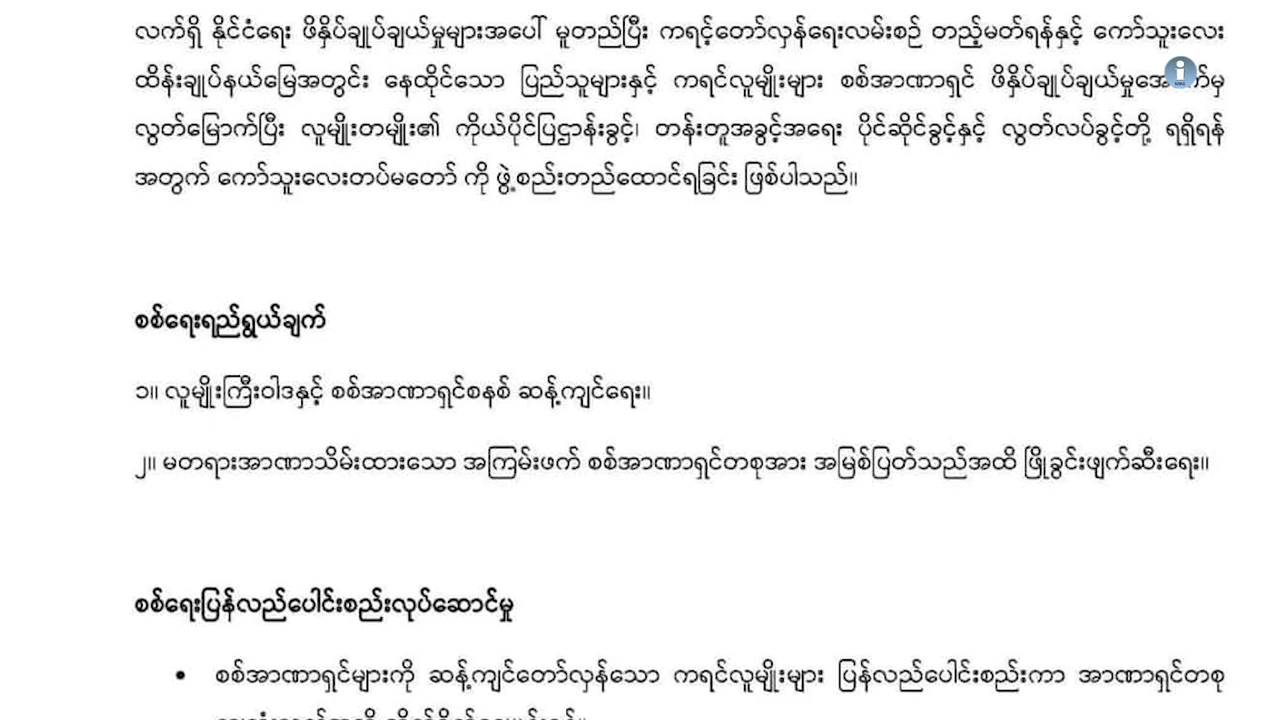 လက်ရှိ နိုင်ငံရေး ဖိနှိပ်ချုပ်ချယ်မှုများအပေါ် မူတည်ပြီး ကရင့်တော်လှန်ရေးလမ်းစဉ် တည့်မတ်ရန်နှင့် ကော်သူးလေး
ထိန်းချုပ်နယ်မြေအတွင်း နေထိုင်သော ပြည်သူများနှင့် ကရင်လူမျိုးများ စစ်အာဏာရှင် ဖိနှိပ်ချုပ်ချယ်မှုအောက်မှ
လွတ်မြောက်ပြီး လူမျိုးတမျိုး၏ ကိုယ်ပိုင်ပြဌာန်းခွင့်၊ တန်းတူအခွင့်အရေး ပိုင်ဆိုင်ခွင့်နှင့် လွတ်လပ်ခွင့်တို့ ရရှိရန်
အတွက် ကော်သူးလေးတပ်မတော် ကို ဖွဲ့စည်းတည်ထောင်ရခြင်း ဖြစ်ပါသည်။
စစ်ရေးရည်ရွယ်ချက်
၁။ လူမျိုးကြီးဝါဒနှင့် စစ်အာဏာရှင်စနစ် ဆန့်ကျင်ရေး။
၂။ မတရားအာဏာသိမ်းထားသော အကြမ်းဖက် စစ်အာဏာရှင်တစုအား အမြစ်ပြတ်သည်အထိ ဖြိုခွင်းဖျက်ဆီးရေး။
စစ်ရေးပြန်လည်ပေါင်းစည်းလုပ်ဆောင်မှု
• စစ်အာဏာရှင်များကို ဆန့်ကျင်တော်လှန်သော ကရင်လူမျိုးများ ပြန်လည်ပေါင်းစည်းကာ အာဏာရှင်တစု